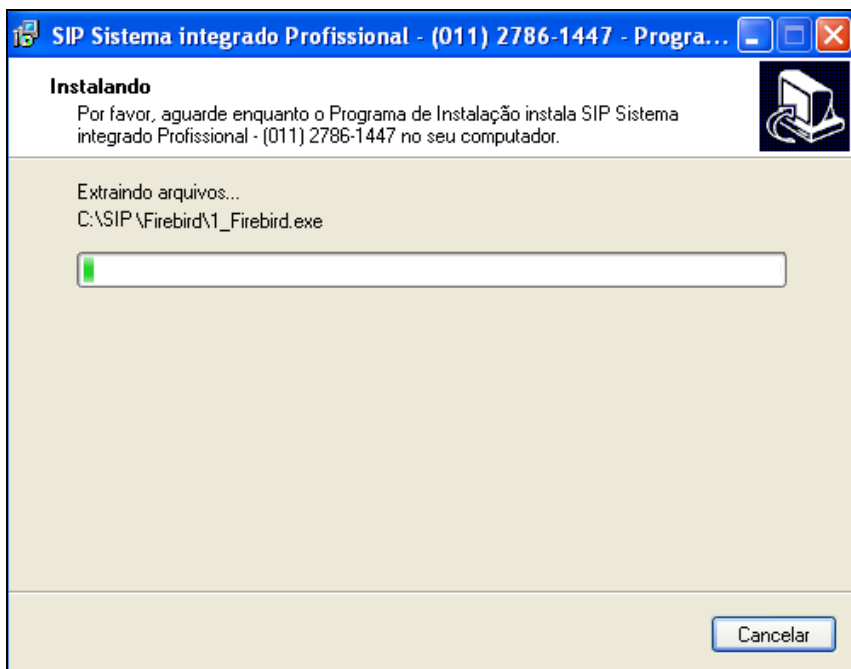 SIP Sistema integrado Profissional - (011) 2786-1447 - Progra...
Instalando
Por favor, aguarde enquanto o Programa de Instalação instala SIP Sistema
integrado Profissional - (011) 2786-1447 no seu computador.
Extraindo arquivos...
C:\SIP\Firebird\1_Firebird.exe
Cancelar